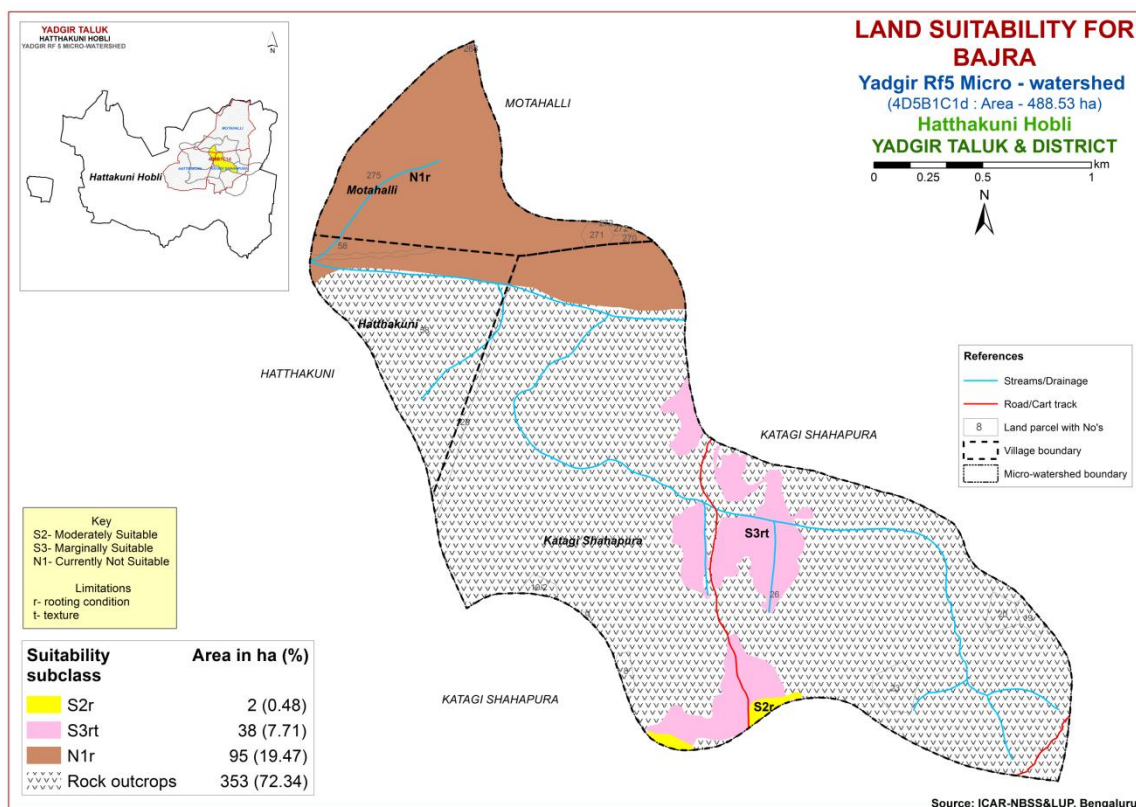 YADGIR TALUK
HATTHAKUNI HOBLI
YADGIR RF 5 MICRO-WATERSHED
N
MOTAHALLI
Hattakuni Hobli
LAND SUITABILITY FOR
BAJRA
Yadgir Rf5 Micro - watershed
(4D5B1C1d : Area - 488.53 ha)
Hatthakuni Hobli
YADGIR TALUK & DISTRICT
km
0 0.25 0.5 1
N
MOTAHALLI
275
Motahalli
N1r
58
271
272
270
Hatthakuni
58
HATTHAKUNI
KATAGI SHAHAPURA
S3rt
Katagi Shahapura
26
KATAGI SHAHAPURA
S2r
References
Streams/Drainage
Road/Cart track
8 Land parcel with No's
Village boundary
Micro-watershed boundary
Key
S2- Moderately Suitable
S3- Marginally Suitable
N1- Currently Not Suitable
Limitations
r- rooting condition
t- texture
Suitability subclass Area in ha (%)
S2r 2 (0.48)
S3rt 38 (7.71)
N1r 95 (19.47)
Rock outcrops 353 (72.34)
Source: ICAR-NBSS&LUP, Bengaluru